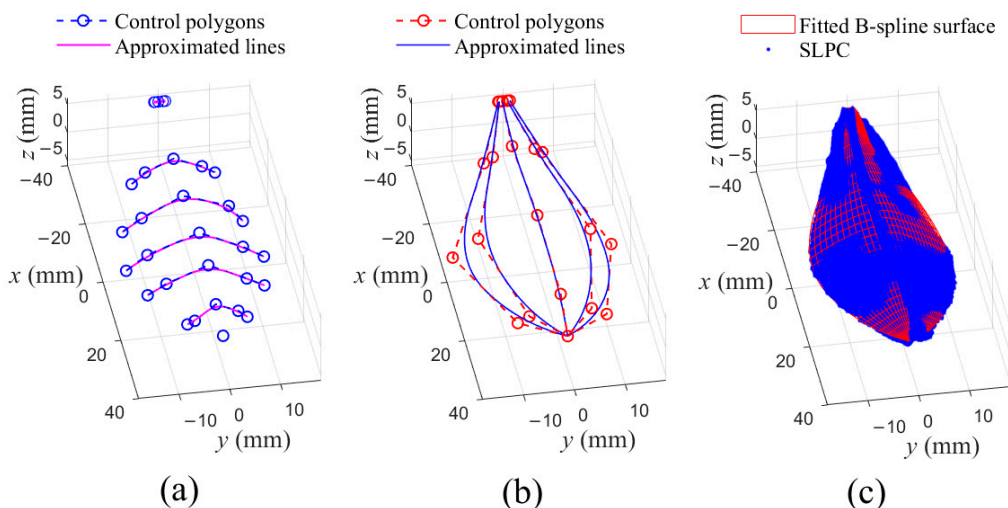 Control polygons
Approximated lines
5
0
−5
z (mm)
−40
−20
0
20
40
x (mm)
−10
0
10
y (mm)
(a)
Control polygons
Approximated lines
5
0
−5
z (mm)
−40
−20
0
20
40
x (mm)
−10
0
10
y (mm)
(b)
Fitted B-spline surface
SLPC
5
0
−5
z (mm)
−40
−20
0
20
40
x (mm)
−10
0
10
y (mm)
(c)